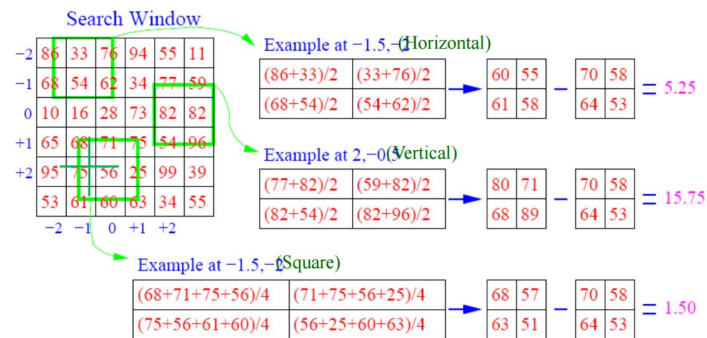 Search Window
−2 86 33 76 94 55 11
−1 68 54 62 34 77 59
0 10 16 28 73 82 82
+1 65 68 71 75 54 96
+2 95 75 56 25 99 39
53 61 60 63 34 55
−2 −1 0 +1 +2
Example at −1.5,−2 (Horizontal)
(86+33)/2 (33+76)/2
(68+54)/2 (54+62)/2
60 55
61 58
−
70 58
64 53
= 5.25
Example at 2,−0.5 (Vertical)
(77+82)/2 (59+82)/2
(82+54)/2 (82+96)/2
80 71
68 89
−
70 58
64 53
= 15.75
Example at −1.5,−2 (Square)
(68+71+75+56)/4 (71+75+56+25)/4
(75+56+61+60)/4 (56+25+60+63)/4
68 57
63 51
−
70 58
64 53
= 1.50